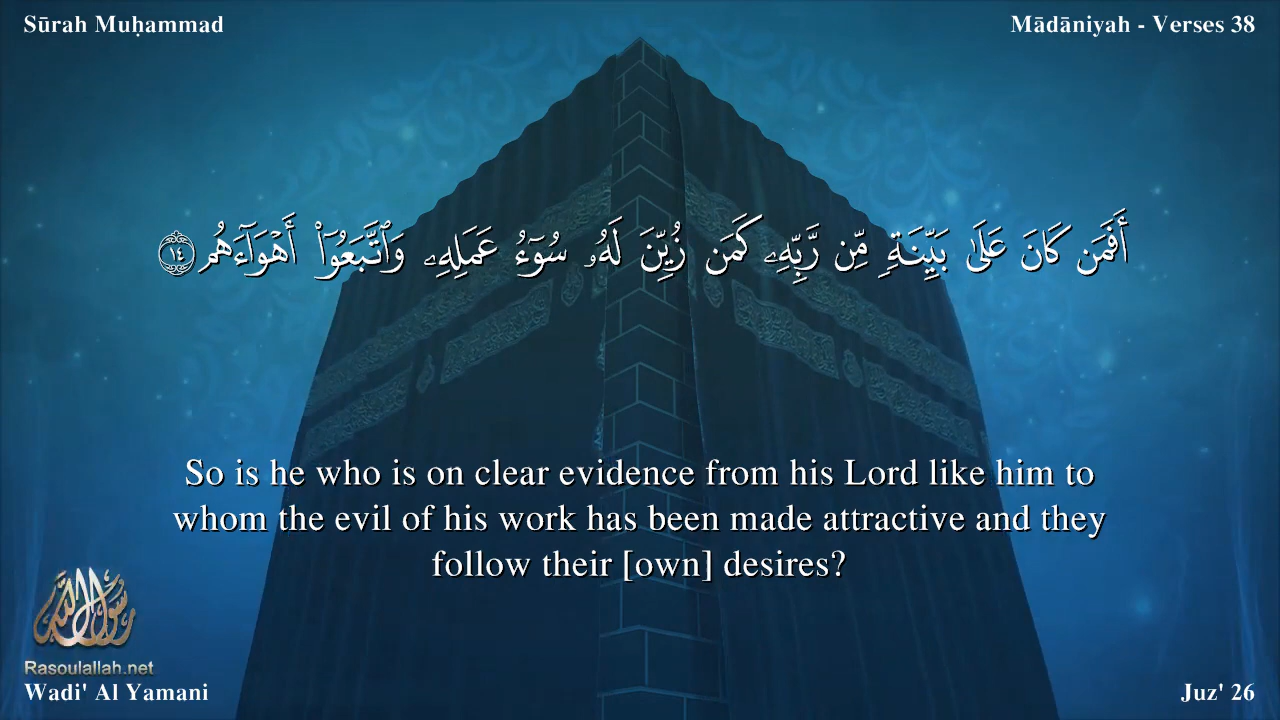 Sūrah Muḥammad
Mādāniyah - Verses 38
أَفَمَن كَانَ عَلَىٰ بَيِّنَةٍ مِّن رَّبِّهِۦ كَمَن زُيِّنَ لَهُۥ سُوٓءُ عَمَلِهِۦ وَٱتَّبَعُوٓا۟ أَهْوَآءَهُم ١٤
So is he who is on clear evidence from his Lord like him to
whom the evil of his work has been made attractive and they
follow their [own] desires?
رسول الله
Rasoulallah.net
Wadi' Al Yamani
Juz' 26